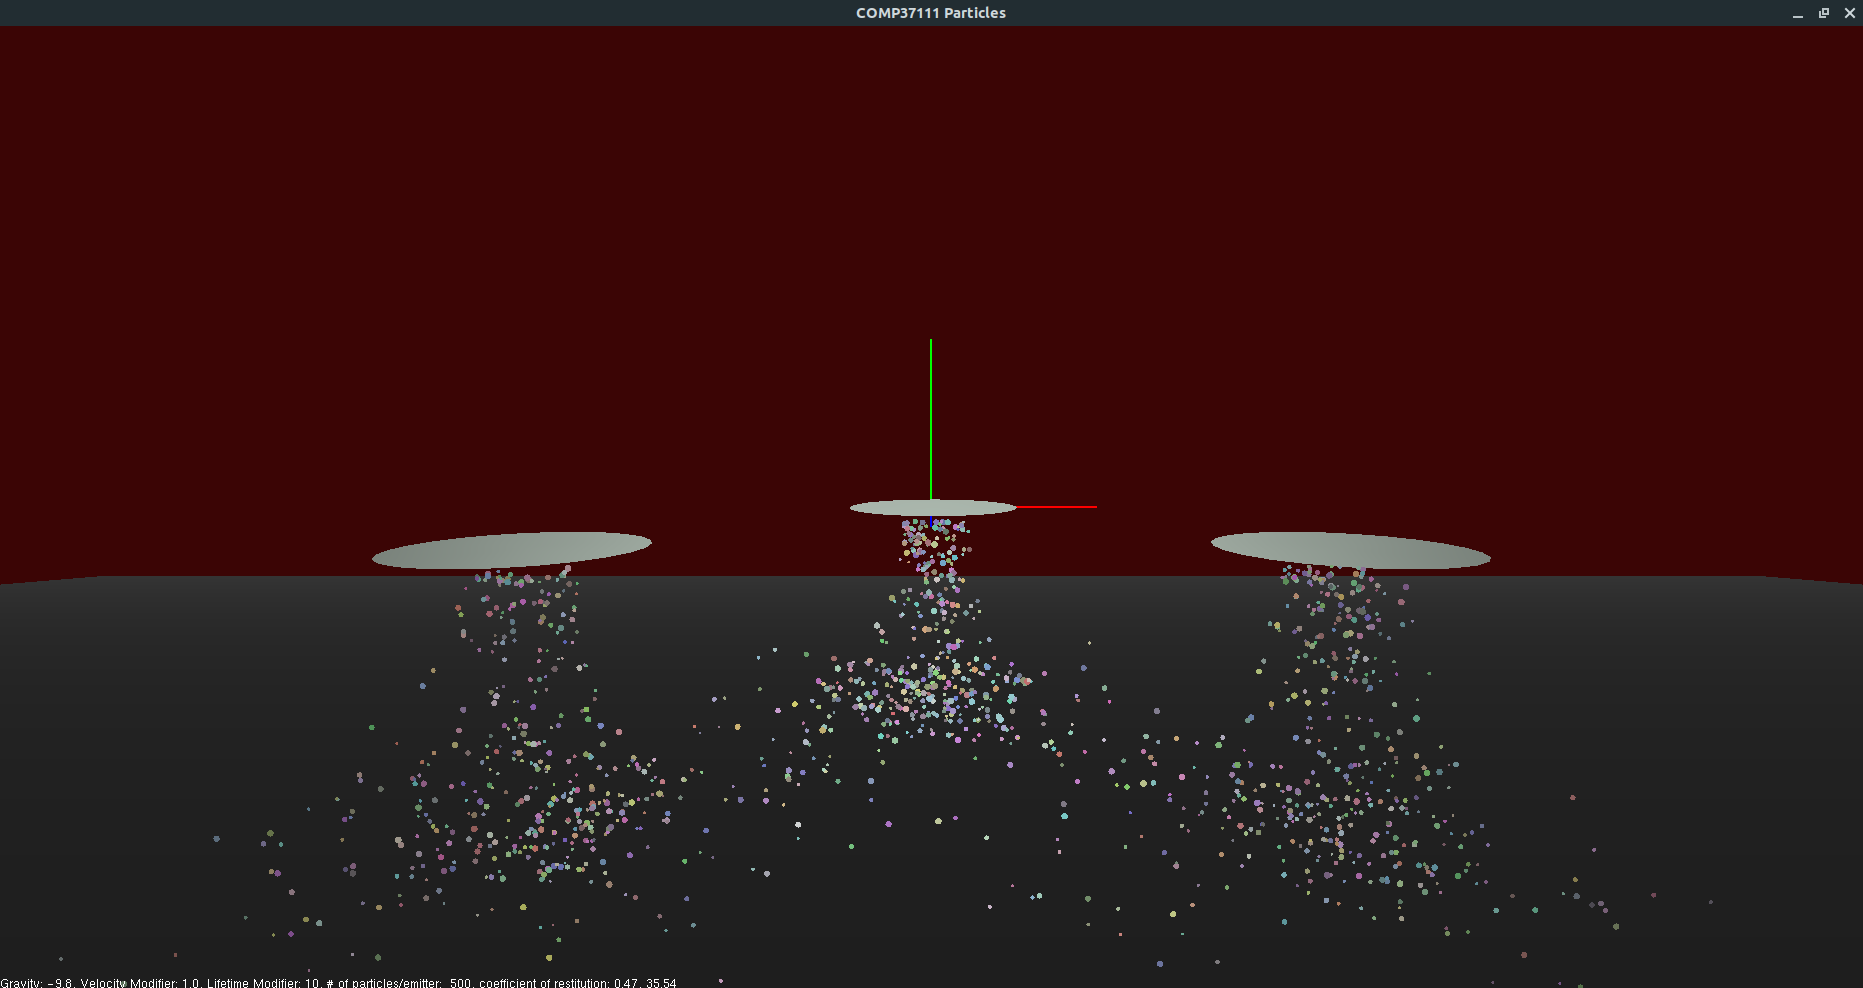 COMP37111 Particles
Gravity: -9.8, Velocity Modifier: 1.0, Lifetime Modifier: 10, # of particles/emitter:  500, coefficient of restitution: 0.47, 35.54